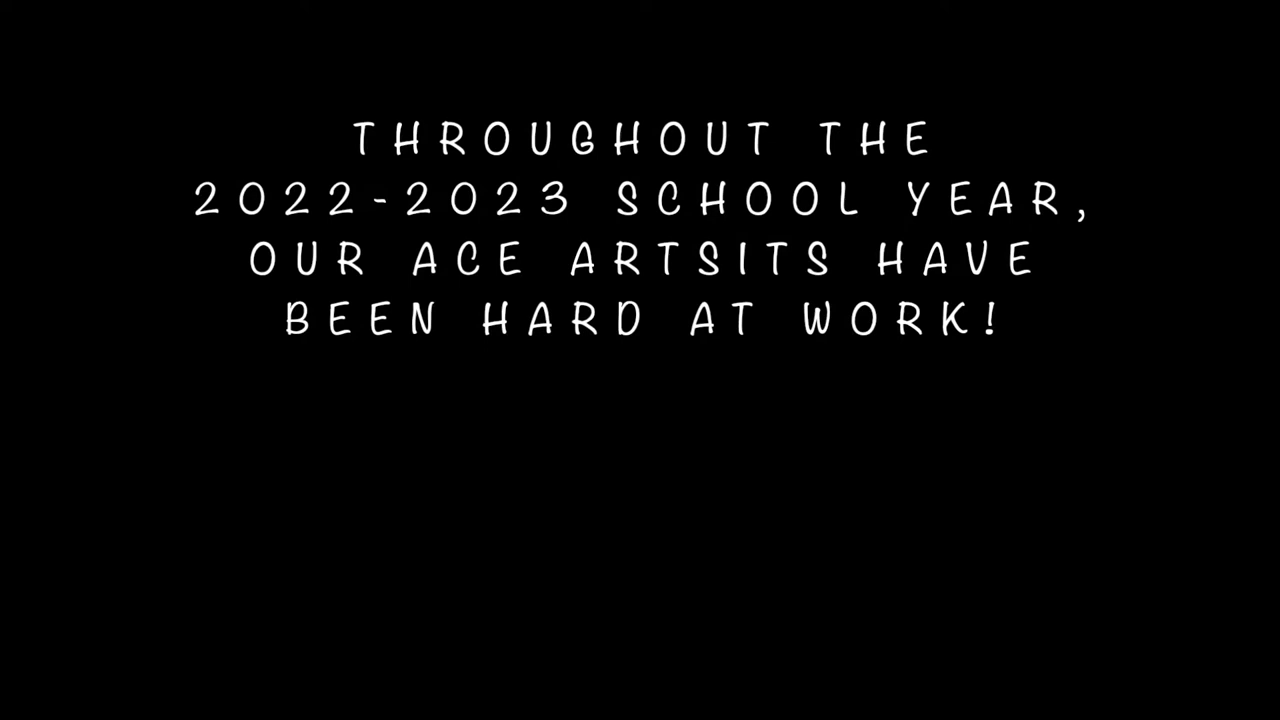 THROUGHOUT THE
2022-2023 SCHOOL YEAR,
OUR ACE ARTSITS HAVE
BEEN HARD AT WORK!